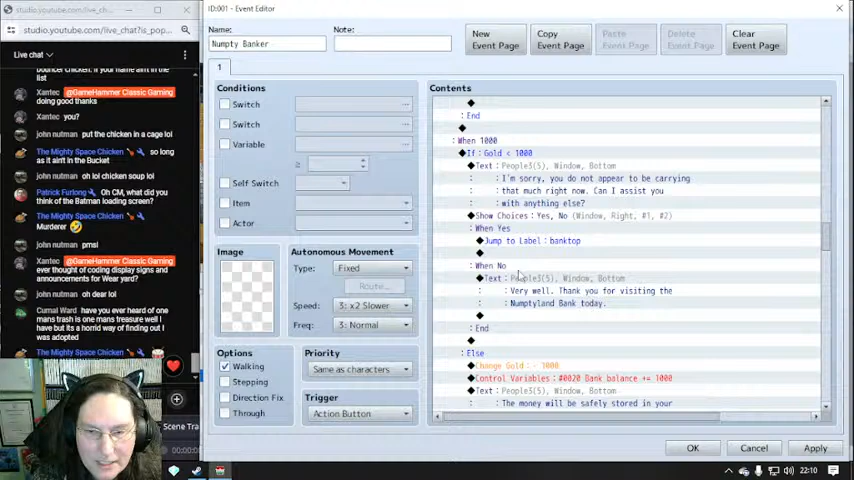 studio.youtube.com/live_chat?is_pop...
studio.youtube.com/live_chat?is_pop...
Live chat
bouncer chicken. if your name aint in the
list
Xantec @GameHammer Classic Gaming
doing good thanks
Xantec you?
john nutman put the chicken in a cage lol
The Mighty Space Chicken so long
as it ain't in the Bucket
john nutman oh lol chicken soup lol
Patrick Furlong Oh CM, what did you
think of the Batman loading screen?
The Mighty Space Chicken
Murderer
john nutman pmsl
Xantec @GameHammer Classic Gaming
ever thought of coding display signs and
announcements for Wear yard?
john nutman oh dear lol
Curnal Ward have you ever heard of one
mans trash is one mans treasure well I
have but its a horrid way of finding out I
was adopted
The Mighty Space Chicken
Scene Tra
ID:001 - Event Editor
Name:
Numpty Banker
Note:
New
Event Page
Copy
Event Page
Paste
Event Page
Delete
Event Page
Clear
Event Page
1
Conditions
Switch
Switch
Variable
≥
Self Switch
Item
Actor
Image
Autonomous Movement
Type: Fixed
Route...
Speed: 3: x2 Slower
Freq: 3: Normal
Options
Walking
Stepping
Direction Fix
Through
Priority
Same as characters
Trigger
Action Button
Contents
◆
: End
◆
: When 1000
◆If : Gold < 1000
◆Text : People3(5), Window, Bottom
: : I'm sorry, you do not appear to be carrying
: : that much right now. Can I assist you
: : with anything else?
◆Show Choices : Yes, No (Window, Right, #1, #2)
: When Yes
◆Jump to Label : banktop
◆
: When No
◆Text : People3(5), Window, Bottom
: : Very well. Thank you for visiting the
: : Numptyland Bank today.
◆
: End
◆
: Else
◆Change Gold : - 1000
◆Control Variables : #0020 Bank balance += 1000
◆Text : People3(5), Window, Bottom
: : The money will be safely stored in your
OK
Cancel
Apply
22:10